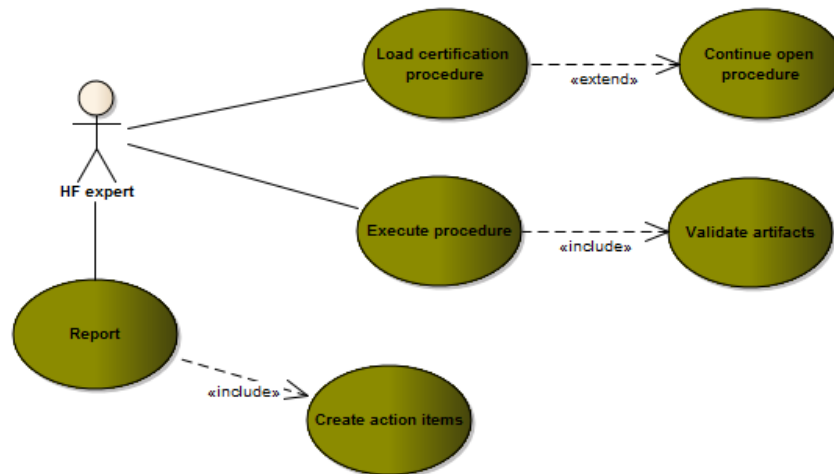 Load certification
procedure
«extend»
Continue open
procedure
HF expert
Execute procedure
«include»
Validate artifacts
Report
«include»
Create action items